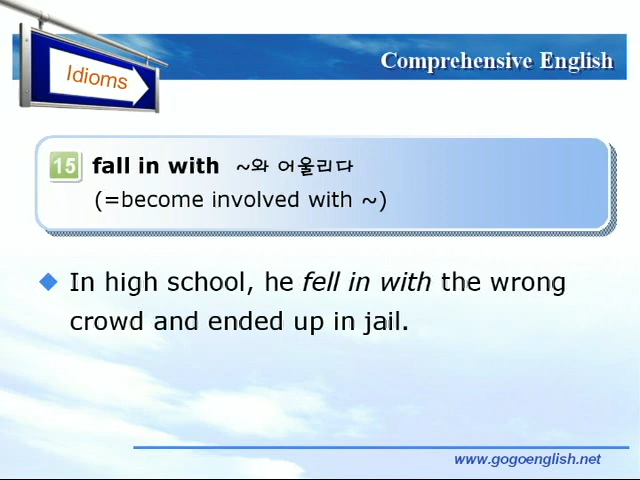 Idioms
Comprehensive English
15 fall in with ~와 어울리다
(=become involved with ~)
In high school, he fell in with the wrong
crowd and ended up in jail.
www.gogoenglish.net